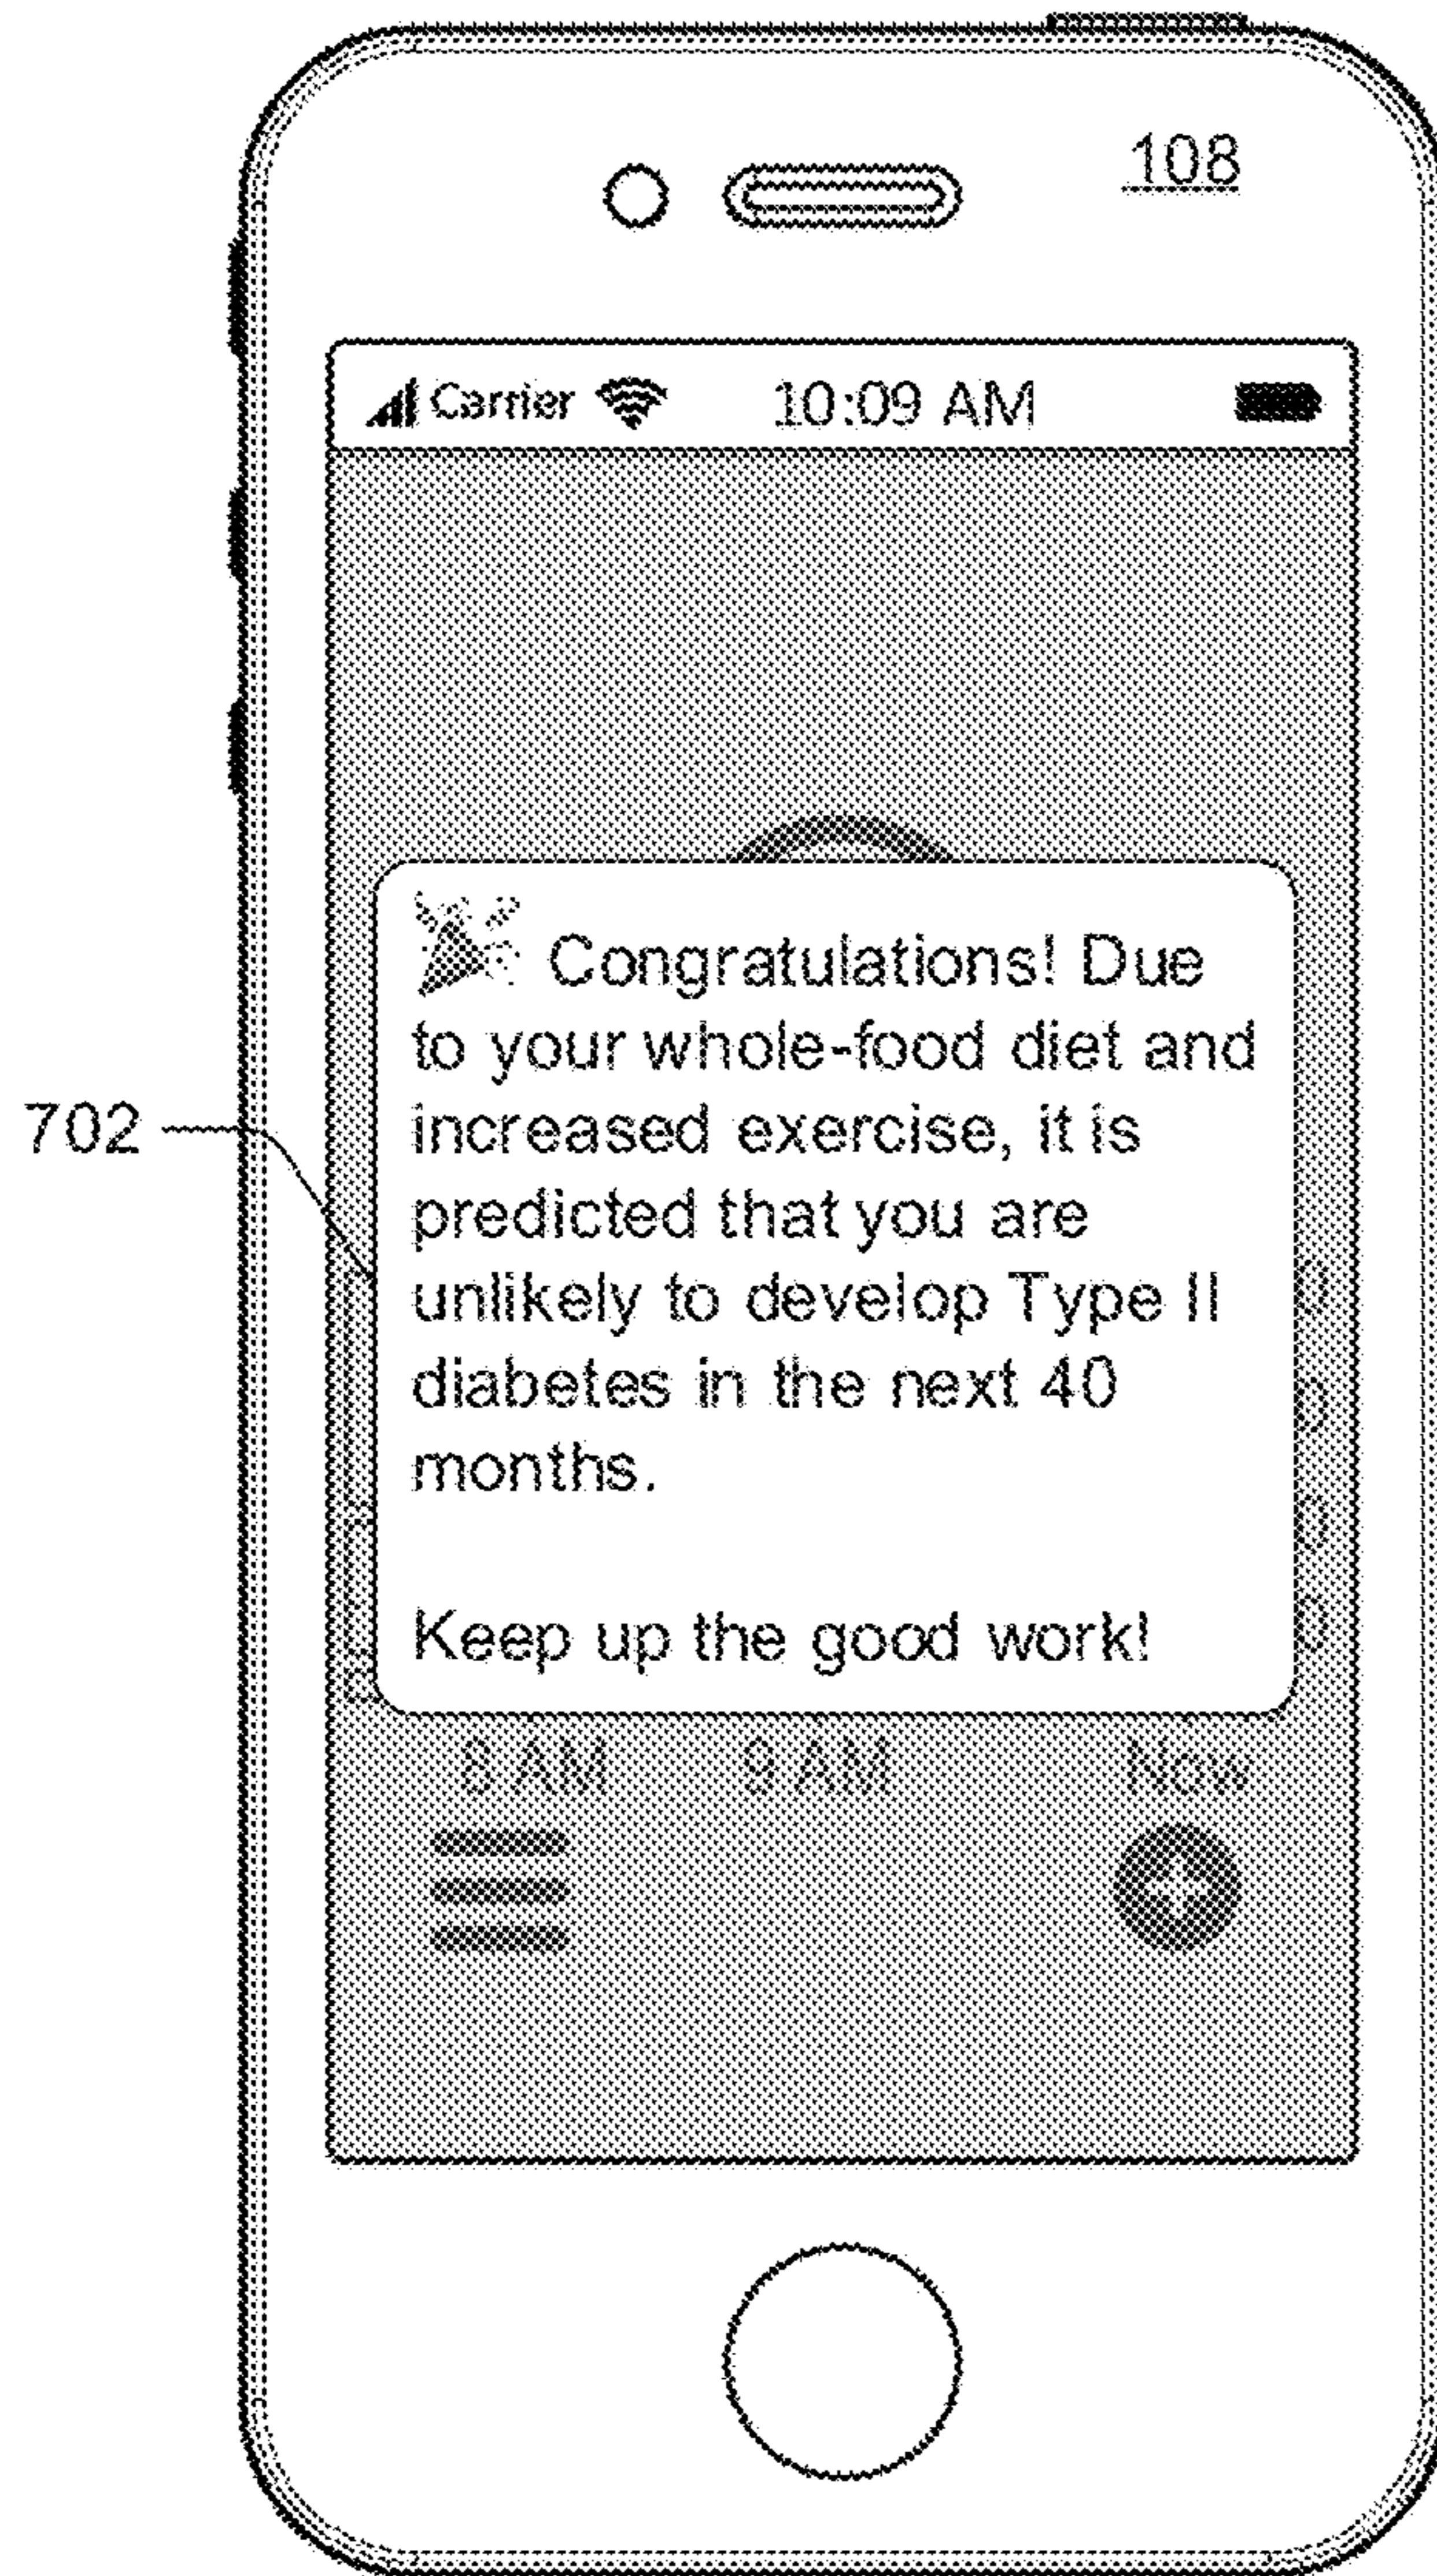 108
Carrier 10:09 AM
Congratulations! Due
to your whole-food diet and
increased exercise, it is
predicted that you are
unlikely to develop Type II
diabetes in the next 40
months.
Keep up the good work!
702
8 AM 9 AM Now